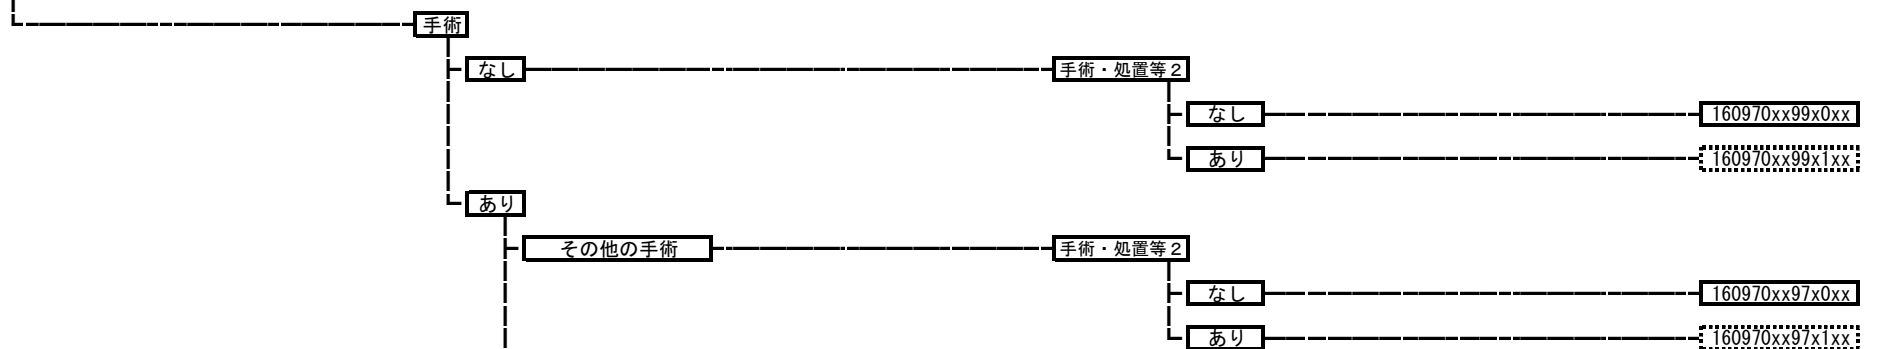 手術
なし 手術・処置等２
なし 160970xx99x0xx
あり 160970xx99x1xx
あり
その他の手術 手術・処置等２
なし 160970xx97x0xx
あり 160970xx97x1xx